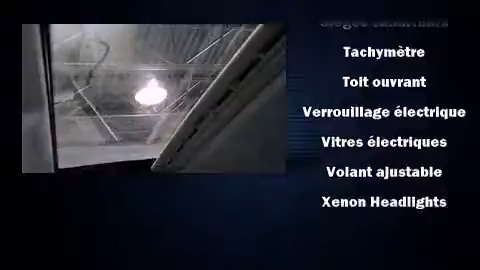 Tachymètre
Toit ouvrant
Verrouillage électrique
Vitres électriques
Volant ajustable
Xenon Headlights